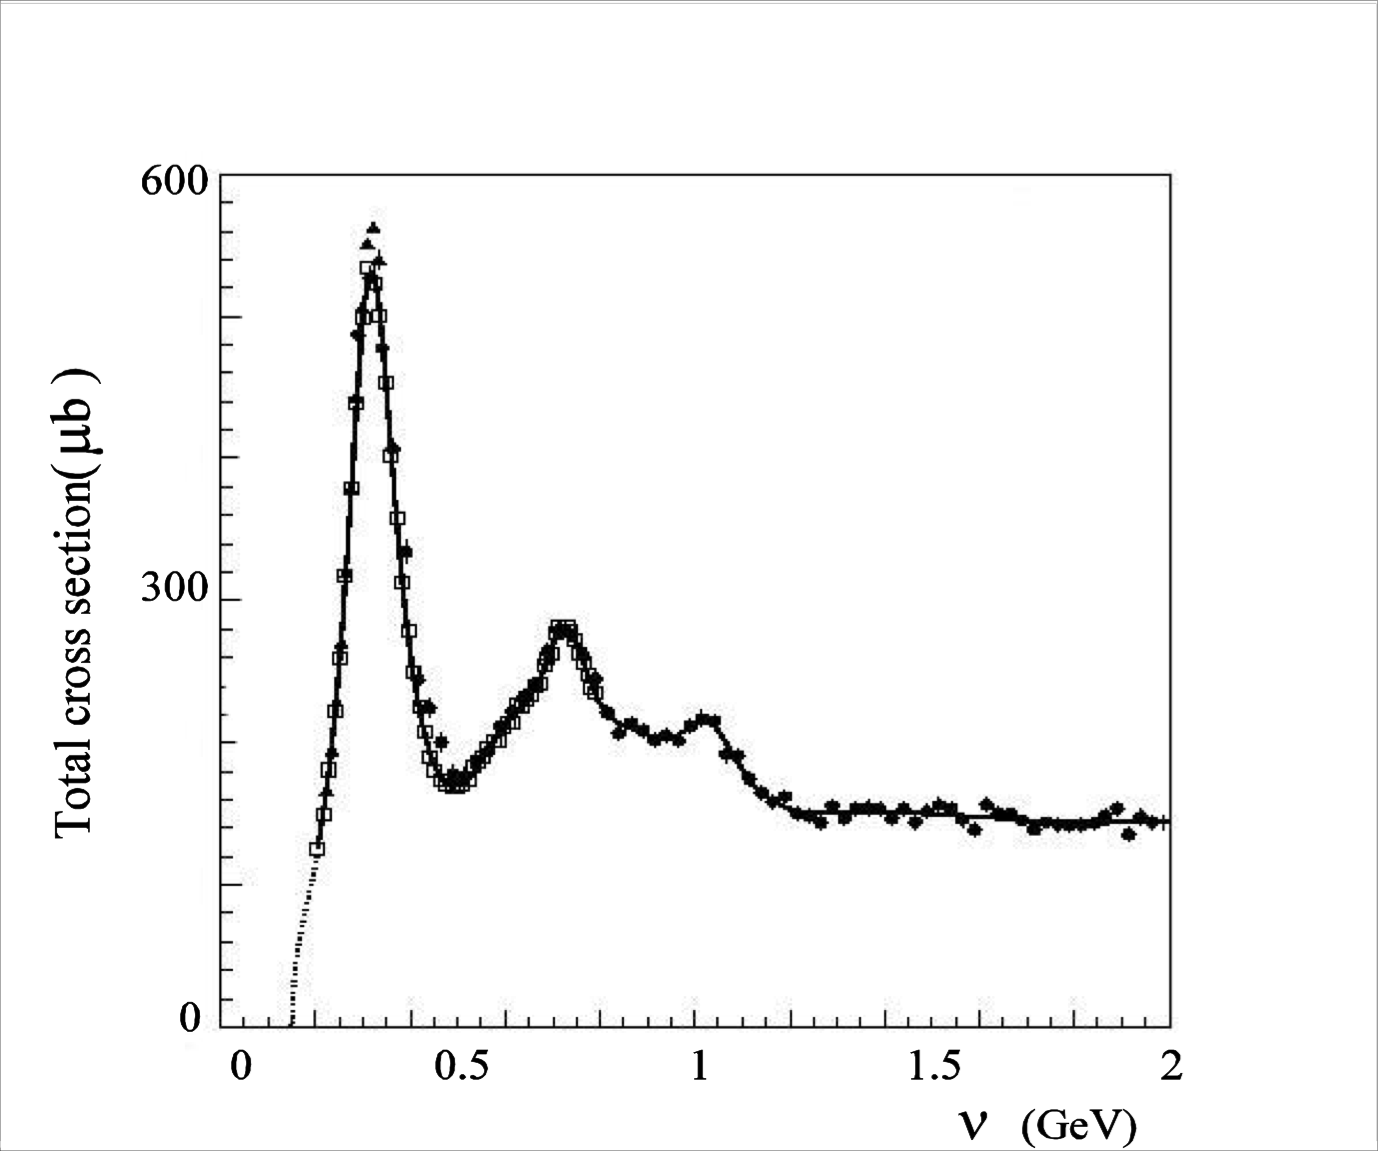 600
300
0
Total cross section(μb)
0 0.5 1 1.5 2
ν (GeV)